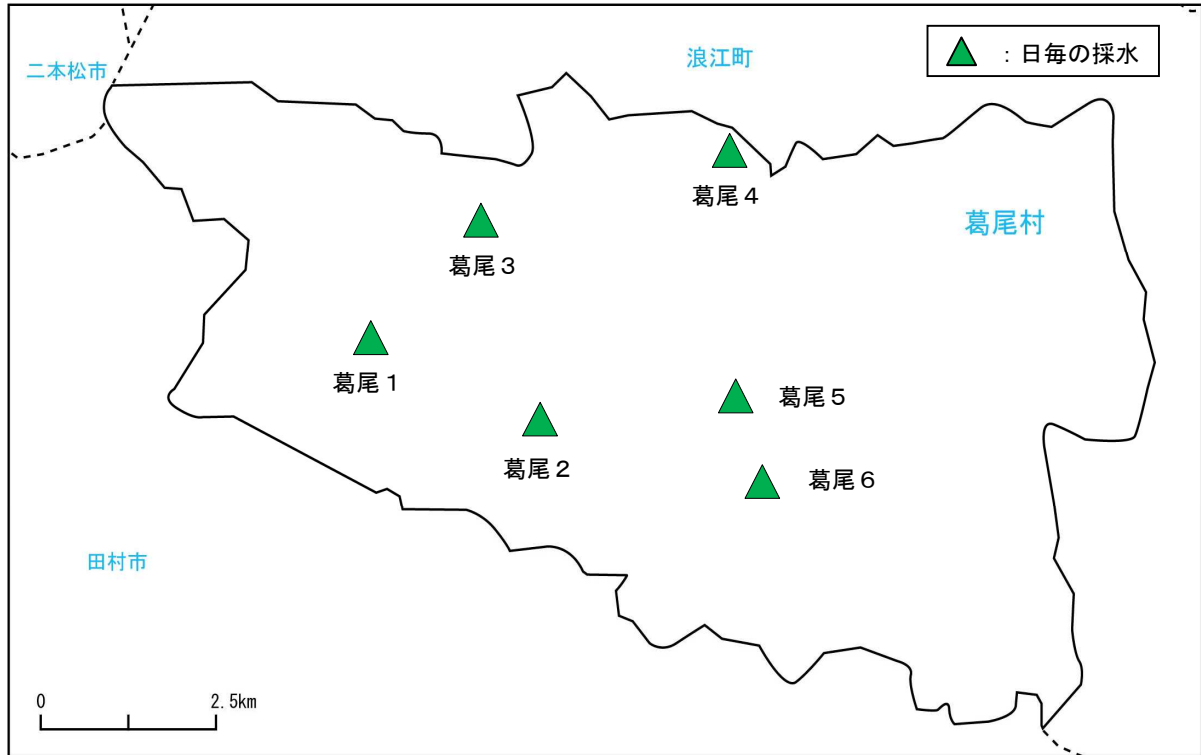 二本松市
浪江町
：日毎の採水
葛尾４
葛尾村
葛尾３
葛尾１
葛尾５
葛尾２
葛尾６
田村市
0
2.5km